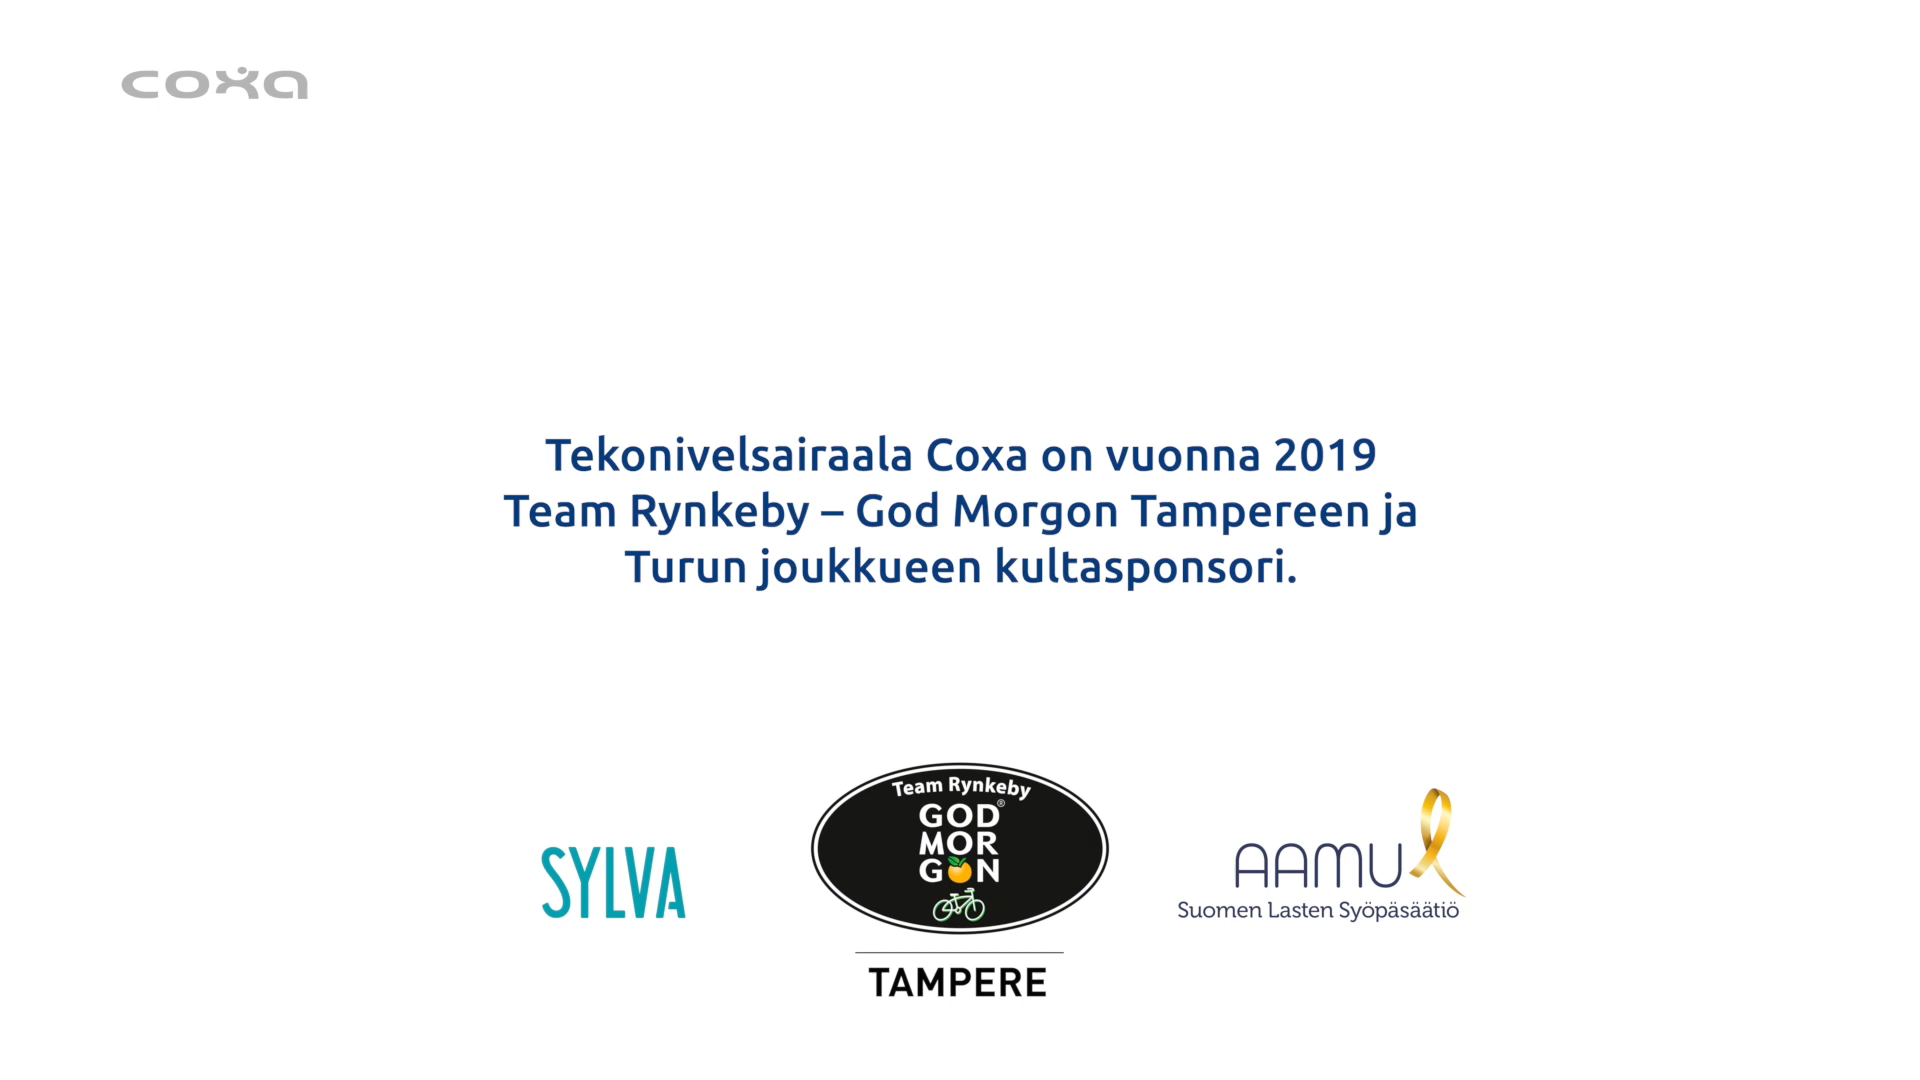 coxa
Tekonivelsairaala Coxa on vuonna 2019
Team Rynkeby – God Morgon Tampereen ja
Turun joukkueen kultasponsori.
SYLVA
Team Rynkeby
GOD®
MOR
GON
TAMPERE
AAMU
Suomen Lasten Syöpäsäätiö